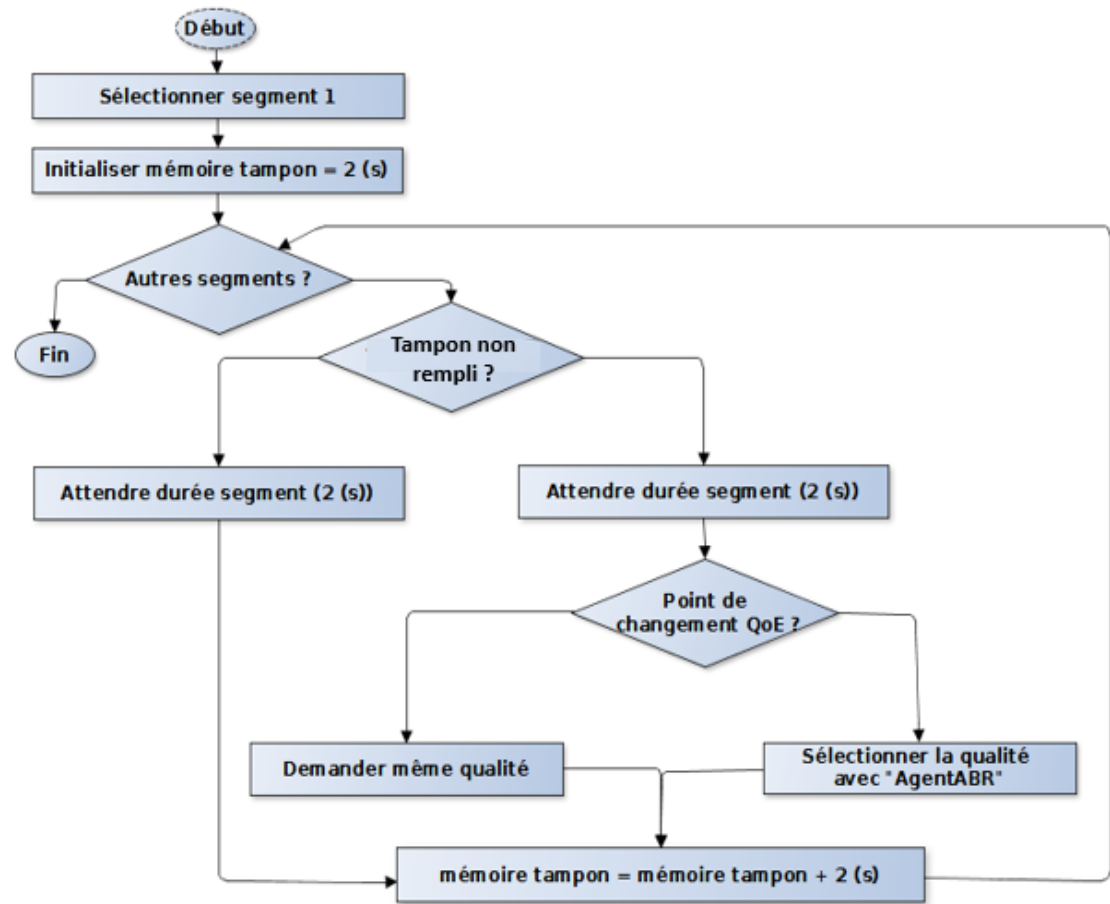 Début
Sélectionner segment 1
Initialiser mémoire tampon = 2 (s)
Autres segments ?
Fin
Tampon non
rempli ?
Attendre durée segment (2 (s))
Attendre durée segment (2 (s))
Point de
changement QoE ?
Demander même qualité
Sélectionner la qualité
avec "AgentABR"
mémoire tampon = mémoire tampon + 2 (s)